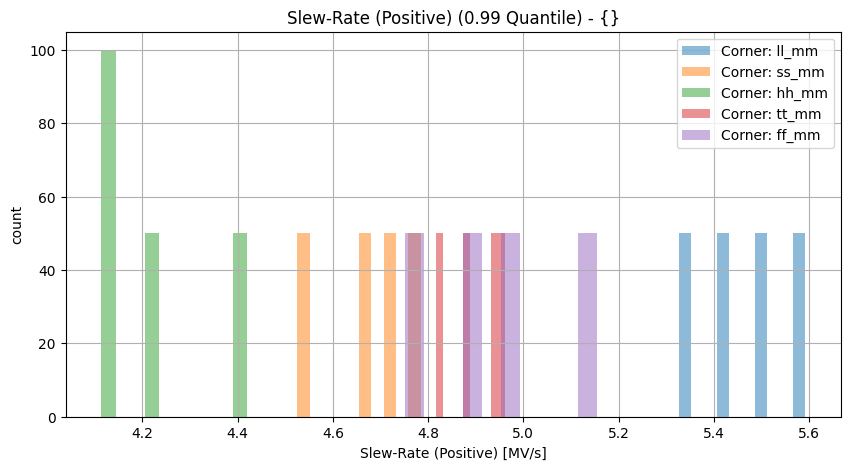 Slew-Rate (Positive) (0.99 Quantile) - {}
Corner: ll_mm
Corner: ss_mm
Corner: hh_mm
Corner: tt_mm
Corner: ff_mm
count
100
80
60
40
20
0
4.2 4.4 4.6 4.8 5.0 5.2 5.4 5.6
Slew-Rate (Positive) [MV/s]